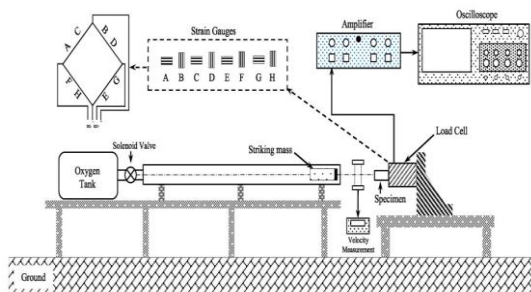 Strain Gauges
A B C D E F G H
A C
B D
F H
E G
Amplifier
Oscilloscope
Load Cell
Solenoid Valve
Striking mass
Oxygen
Tank
Specimen
Velocity
Measurement
Ground